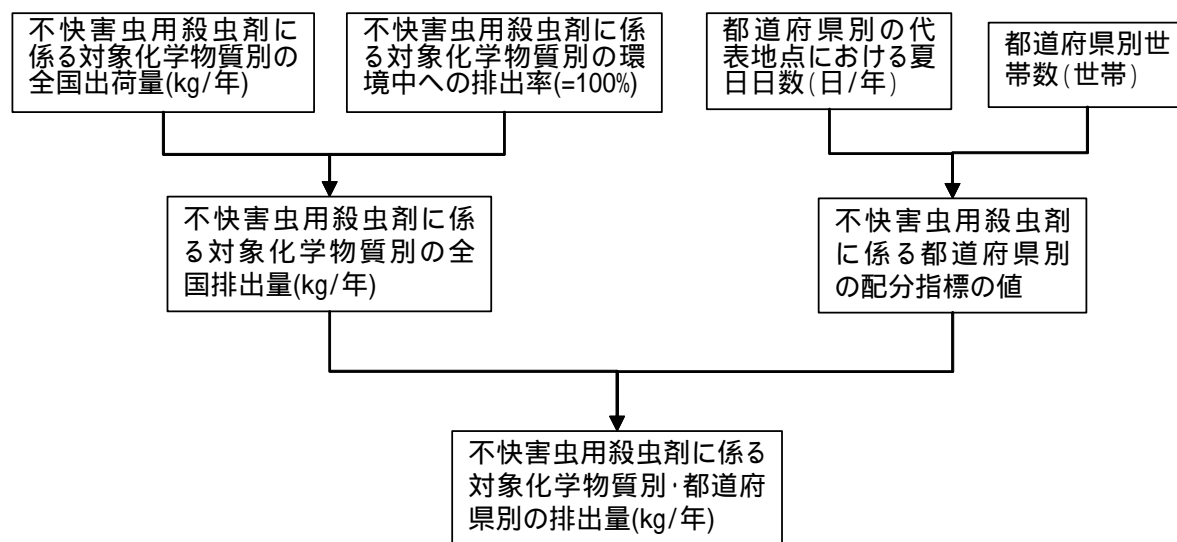 不快害虫用殺虫剤に
係る対象化学物質別の
全国出荷量(kg/年)
不快害虫用殺虫剤に係
る対象化学物質別の環
境中への排出率(=100%)
都道府県別の代
表地点における夏
日日数(日/年)
都道府県別世
帯数(世帯)
不快害虫用殺虫剤に係
る対象化学物質別の全
国排出量(kg/年)
不快害虫用殺虫剤
に係る都道府県別
の配分指標の値
不快害虫用殺虫剤に係る
対象化学物質別・都道府
県別の排出量(kg/年)